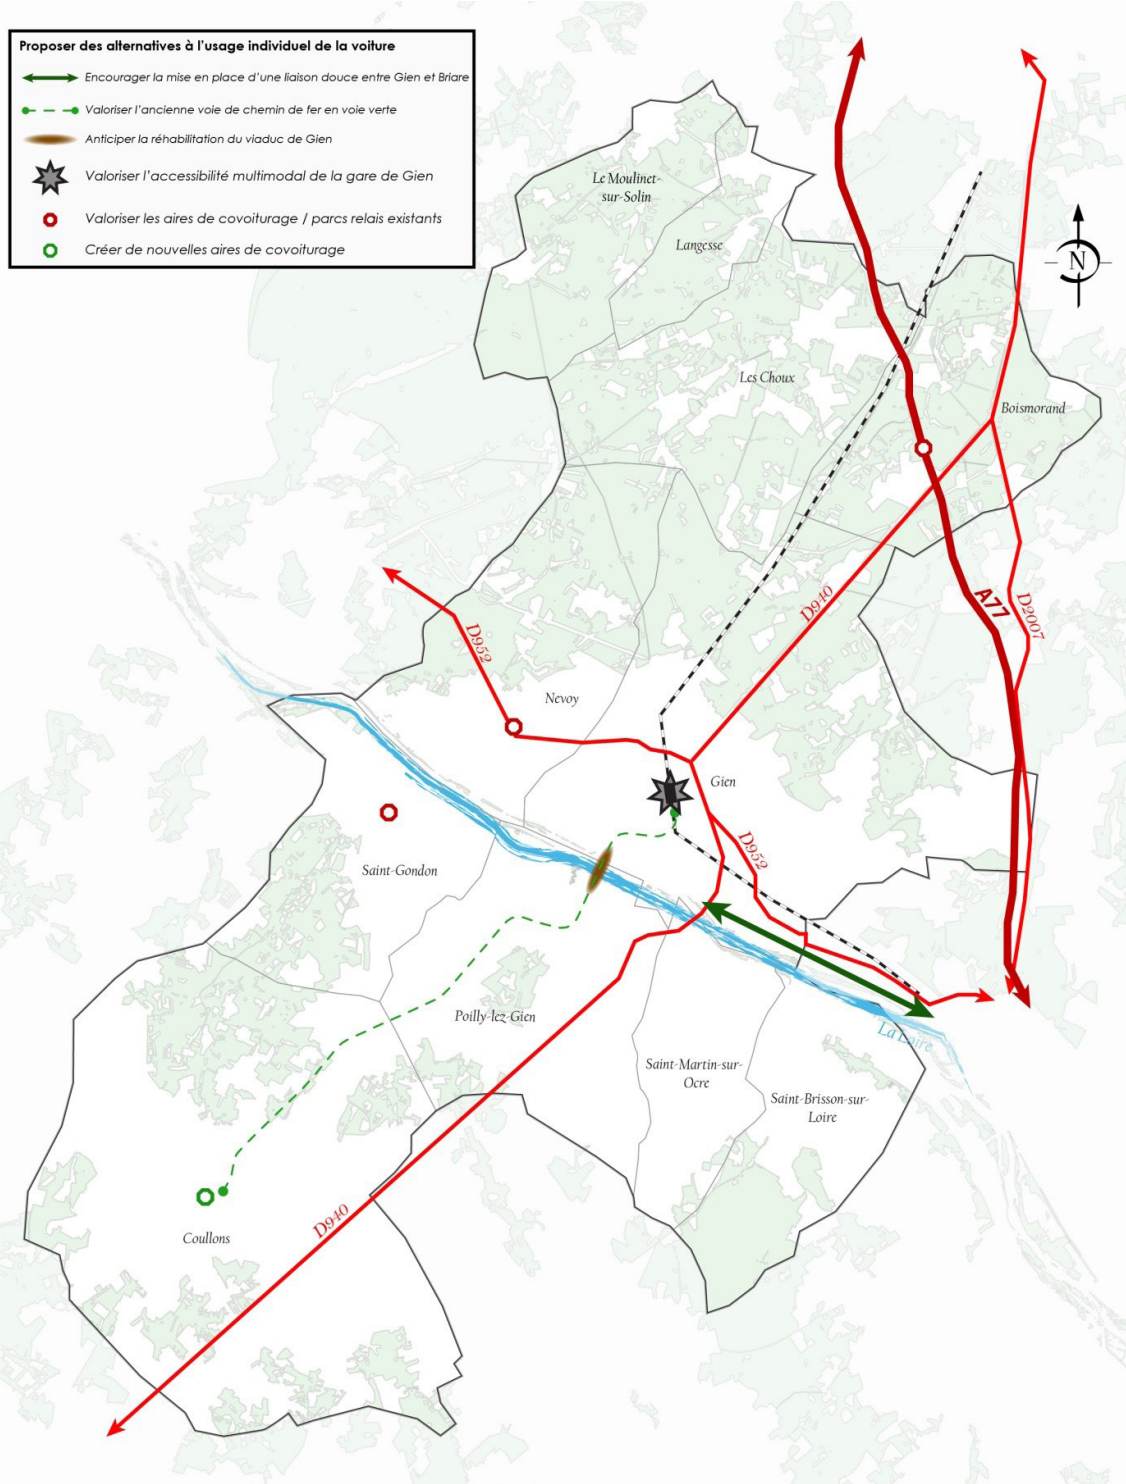 Proposer des alternatives à l'usage individuel de la voiture
Encourager la mise en place d'une liaison douce entre Gien et Briare
Valoriser l'ancienne voie de chemin de fer en voie verte
Anticiper la réhabilitation du viaduc de Gien
Valoriser l'accessibilité multimodal de la gare de Gien
Valoriser les aires de covoiturage / parcs relais existants
Créer de nouvelles aires de covoiturage
Le Moulinet-
sur-Solin
Langesse
N
Les Choux
Boismorand
D940
A77
D2007
D952
Nevoy
Gien
D952
Saint-Gondon
Poilly-lez-Gien
La Loire
Saint-Martin-sur-
Ocre
Saint-Brisson-sur-
Loire
D940
Coullons